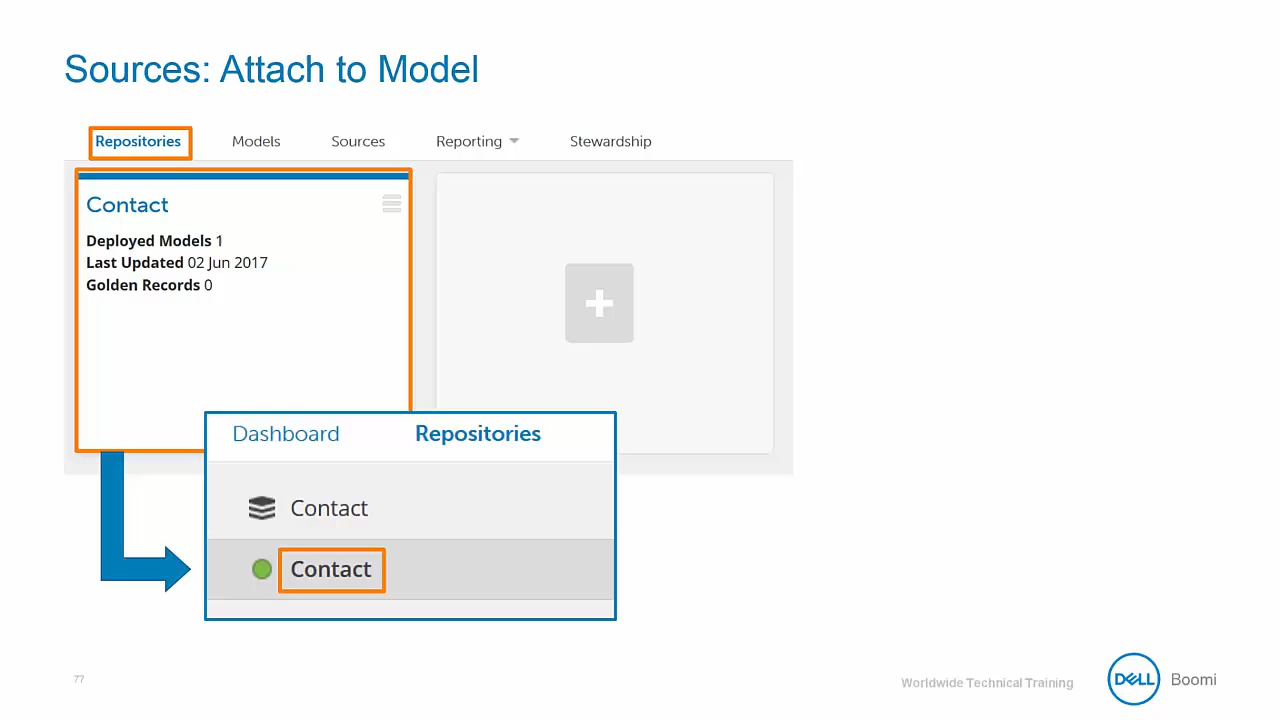 Sources: Attach to Model
Repositories Models Sources Reporting Stewardship
Contact
Deployed Models 1
Last Updated 02 Jun 2017
Golden Records 0
Dashboard Repositories
Contact
Contact
77
Worldwide Technical Training
DELL Boomi